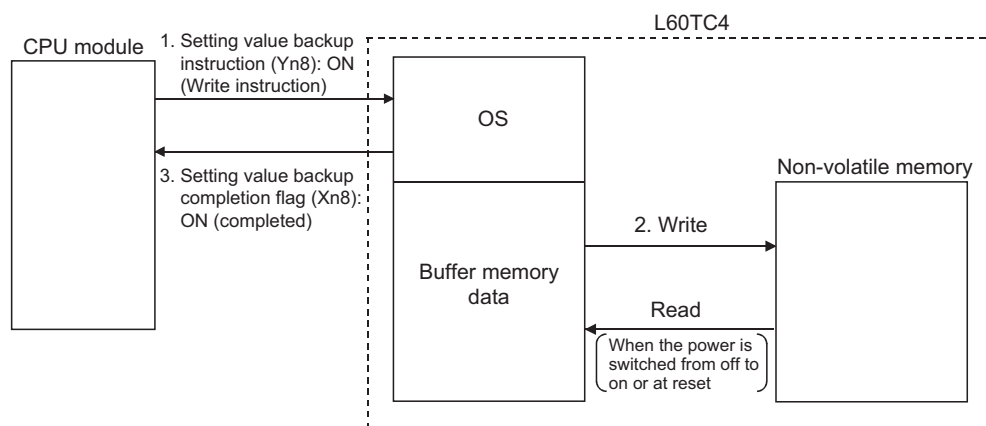 L60TC4
CPU module
1. Setting value backup
instruction (Yn8): ON
(Write instruction)
OS
3. Setting value backup
completion flag (Xn8):
ON (completed)
Non-volatile memory
2. Write
Buffer memory
data
Read
When the power is
switched from off to
on or at reset